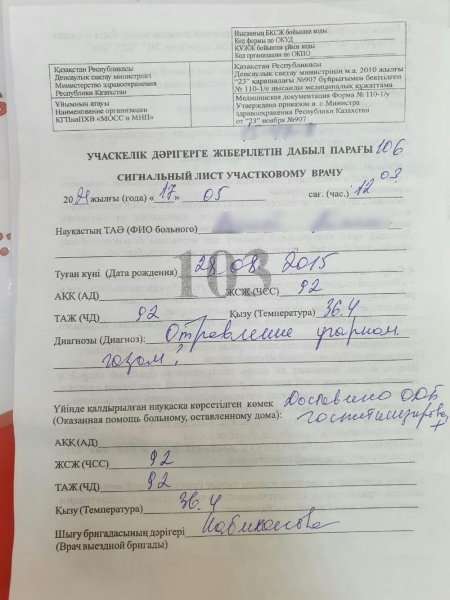 Нысанның БҚСЖ бойынша коды
Код формы по ОКУД
ҚҰЖЖ бойынша ұйым коды
Код организации по ОКПО
Қазақстан Республикасы
Денсаулық сақтау министрлігі
Министерство здравоохранения
Республики Казахстан
Ұйымның атауы
Наименование организации
КГПнаПХВ «МОСС и МНП»
Қазақстан Республикасы
Денсаулық сақтау министрінің м.а. 2010 жылғы
"23" қарашадағы №907 бұйрығымен бекітілген
№ 110-1/е нысанды медициналық құжаттама
Медицинская документация Форма № 110-1/у
Утверждена приказом и. о.Министра
здравоохранения Республики Казахстан
от "23" ноября №907
УЧАСКЕЛІК ДӘРІГЕРГЕ ЖІБЕРІЛЕТІН ДАБЫЛ ПАРАҒЫ 106
СИГНАЛЬНЫЙ ЛИСТ УЧАСТКОВОМУ ВРАЧУ
20 жылғы (года) « 17 » 05 сағ. (час.) 12 03
Наукастың ТАӘ (ФИО больного)
103
Туған күні (Дата рождения) 28.08.2015
АҚҚ (АД) ЖСЖ (ЧСС) 92
ТАЖ (ЧД) 92 Қызу (Температура) 36.4
Диагнозы (Диагноз): Отравление угарным
газом?
Үйінде қалдырылған науқасқа көрсетілген көмек Доставлено ООБ
(Оказанная помощь больному, оставленному дома):
АҚҚ (АД)
ЖСЖ (ЧСС) 92
ТАЖ (ЧД) 92
Қызу (Температура) 36.4
Шығу бригадасының дәрігері
(Врач выездной бригады)